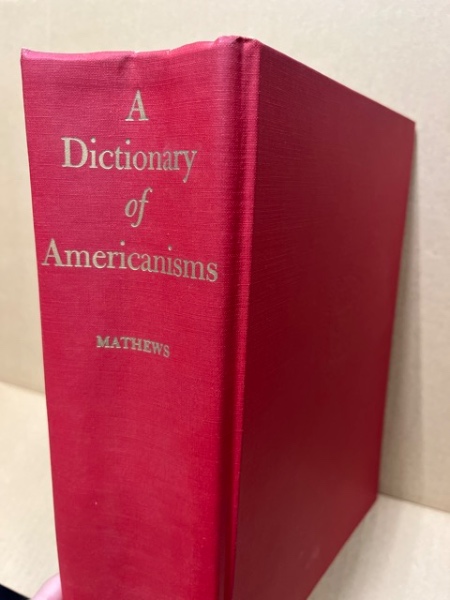 A
Dictionary
of
Americanisms
MATHEWS